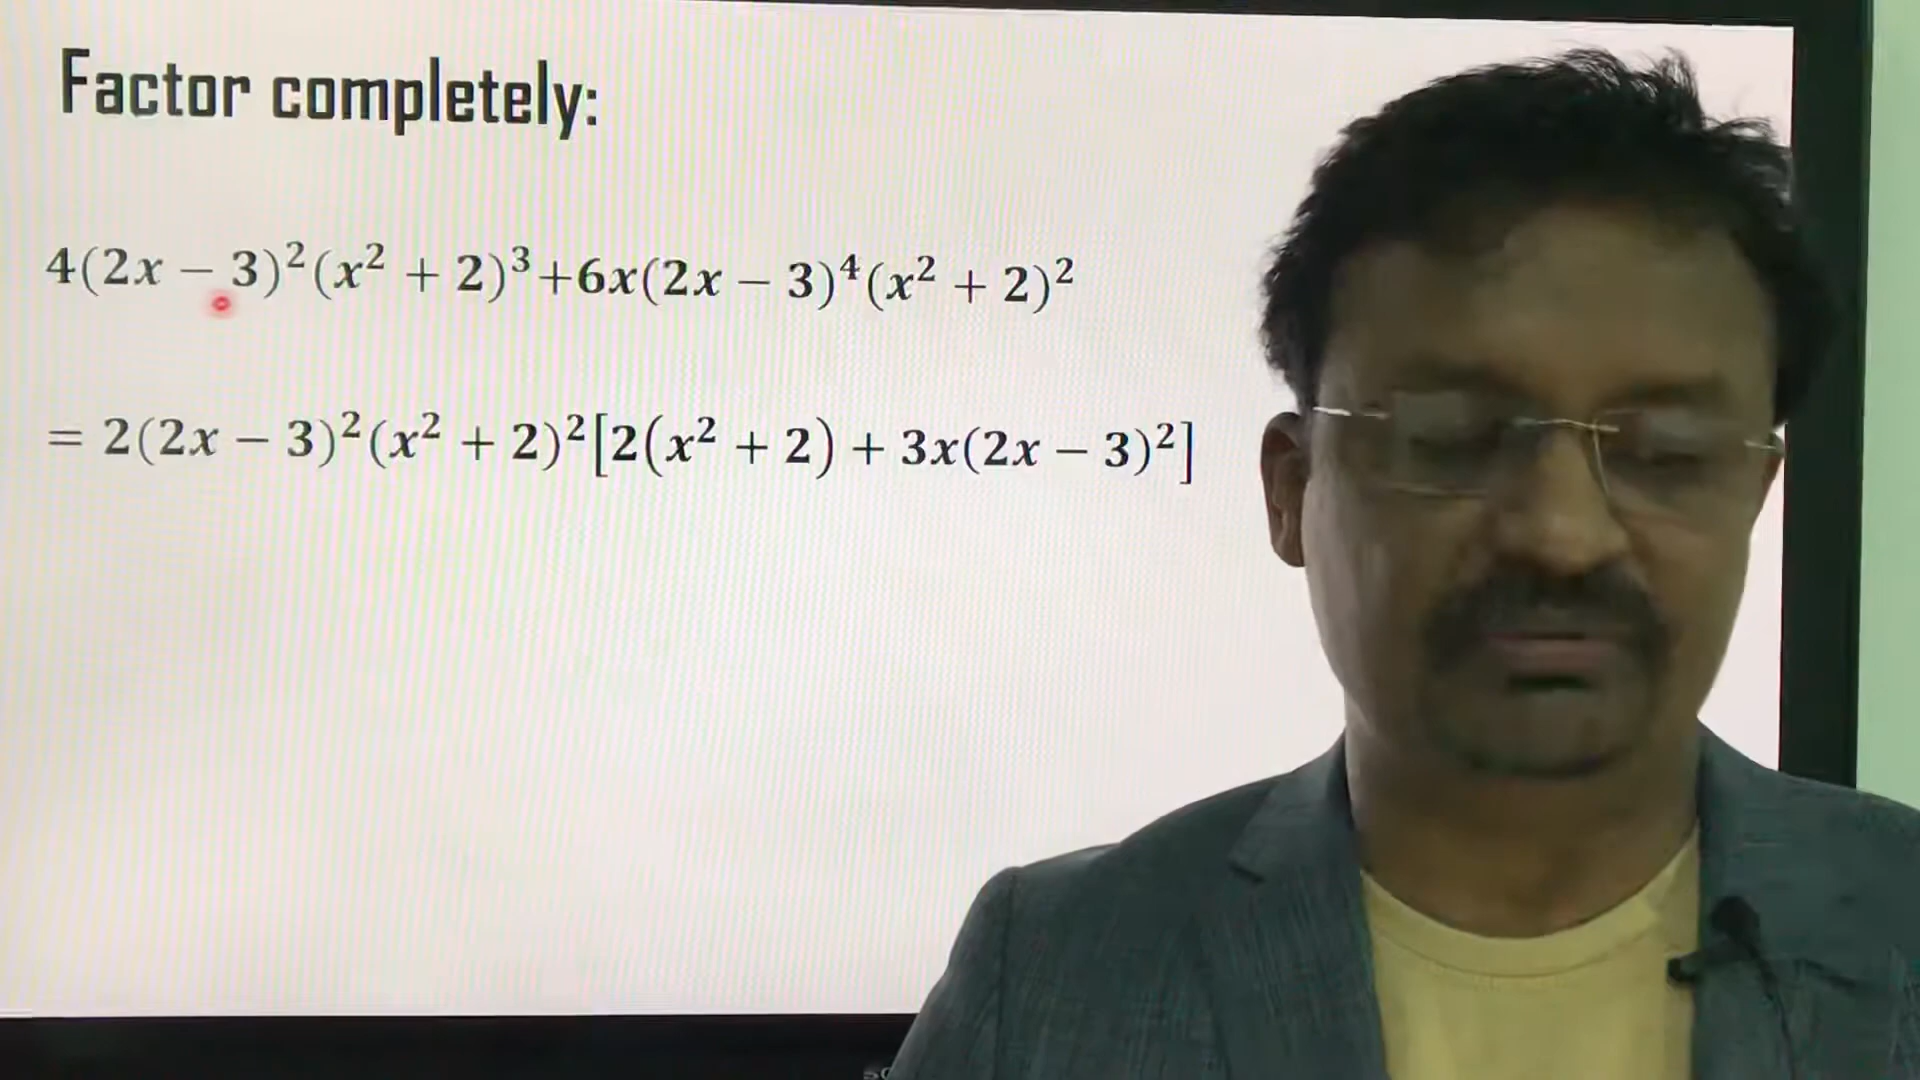 Factor completely:
4(2x − 3)²(x² + 2)³+6x(2x − 3)⁴(x² + 2)²
= 2(2x − 3)²(x² + 2)²[2(x² + 2) + 3x(2x − 3)²]